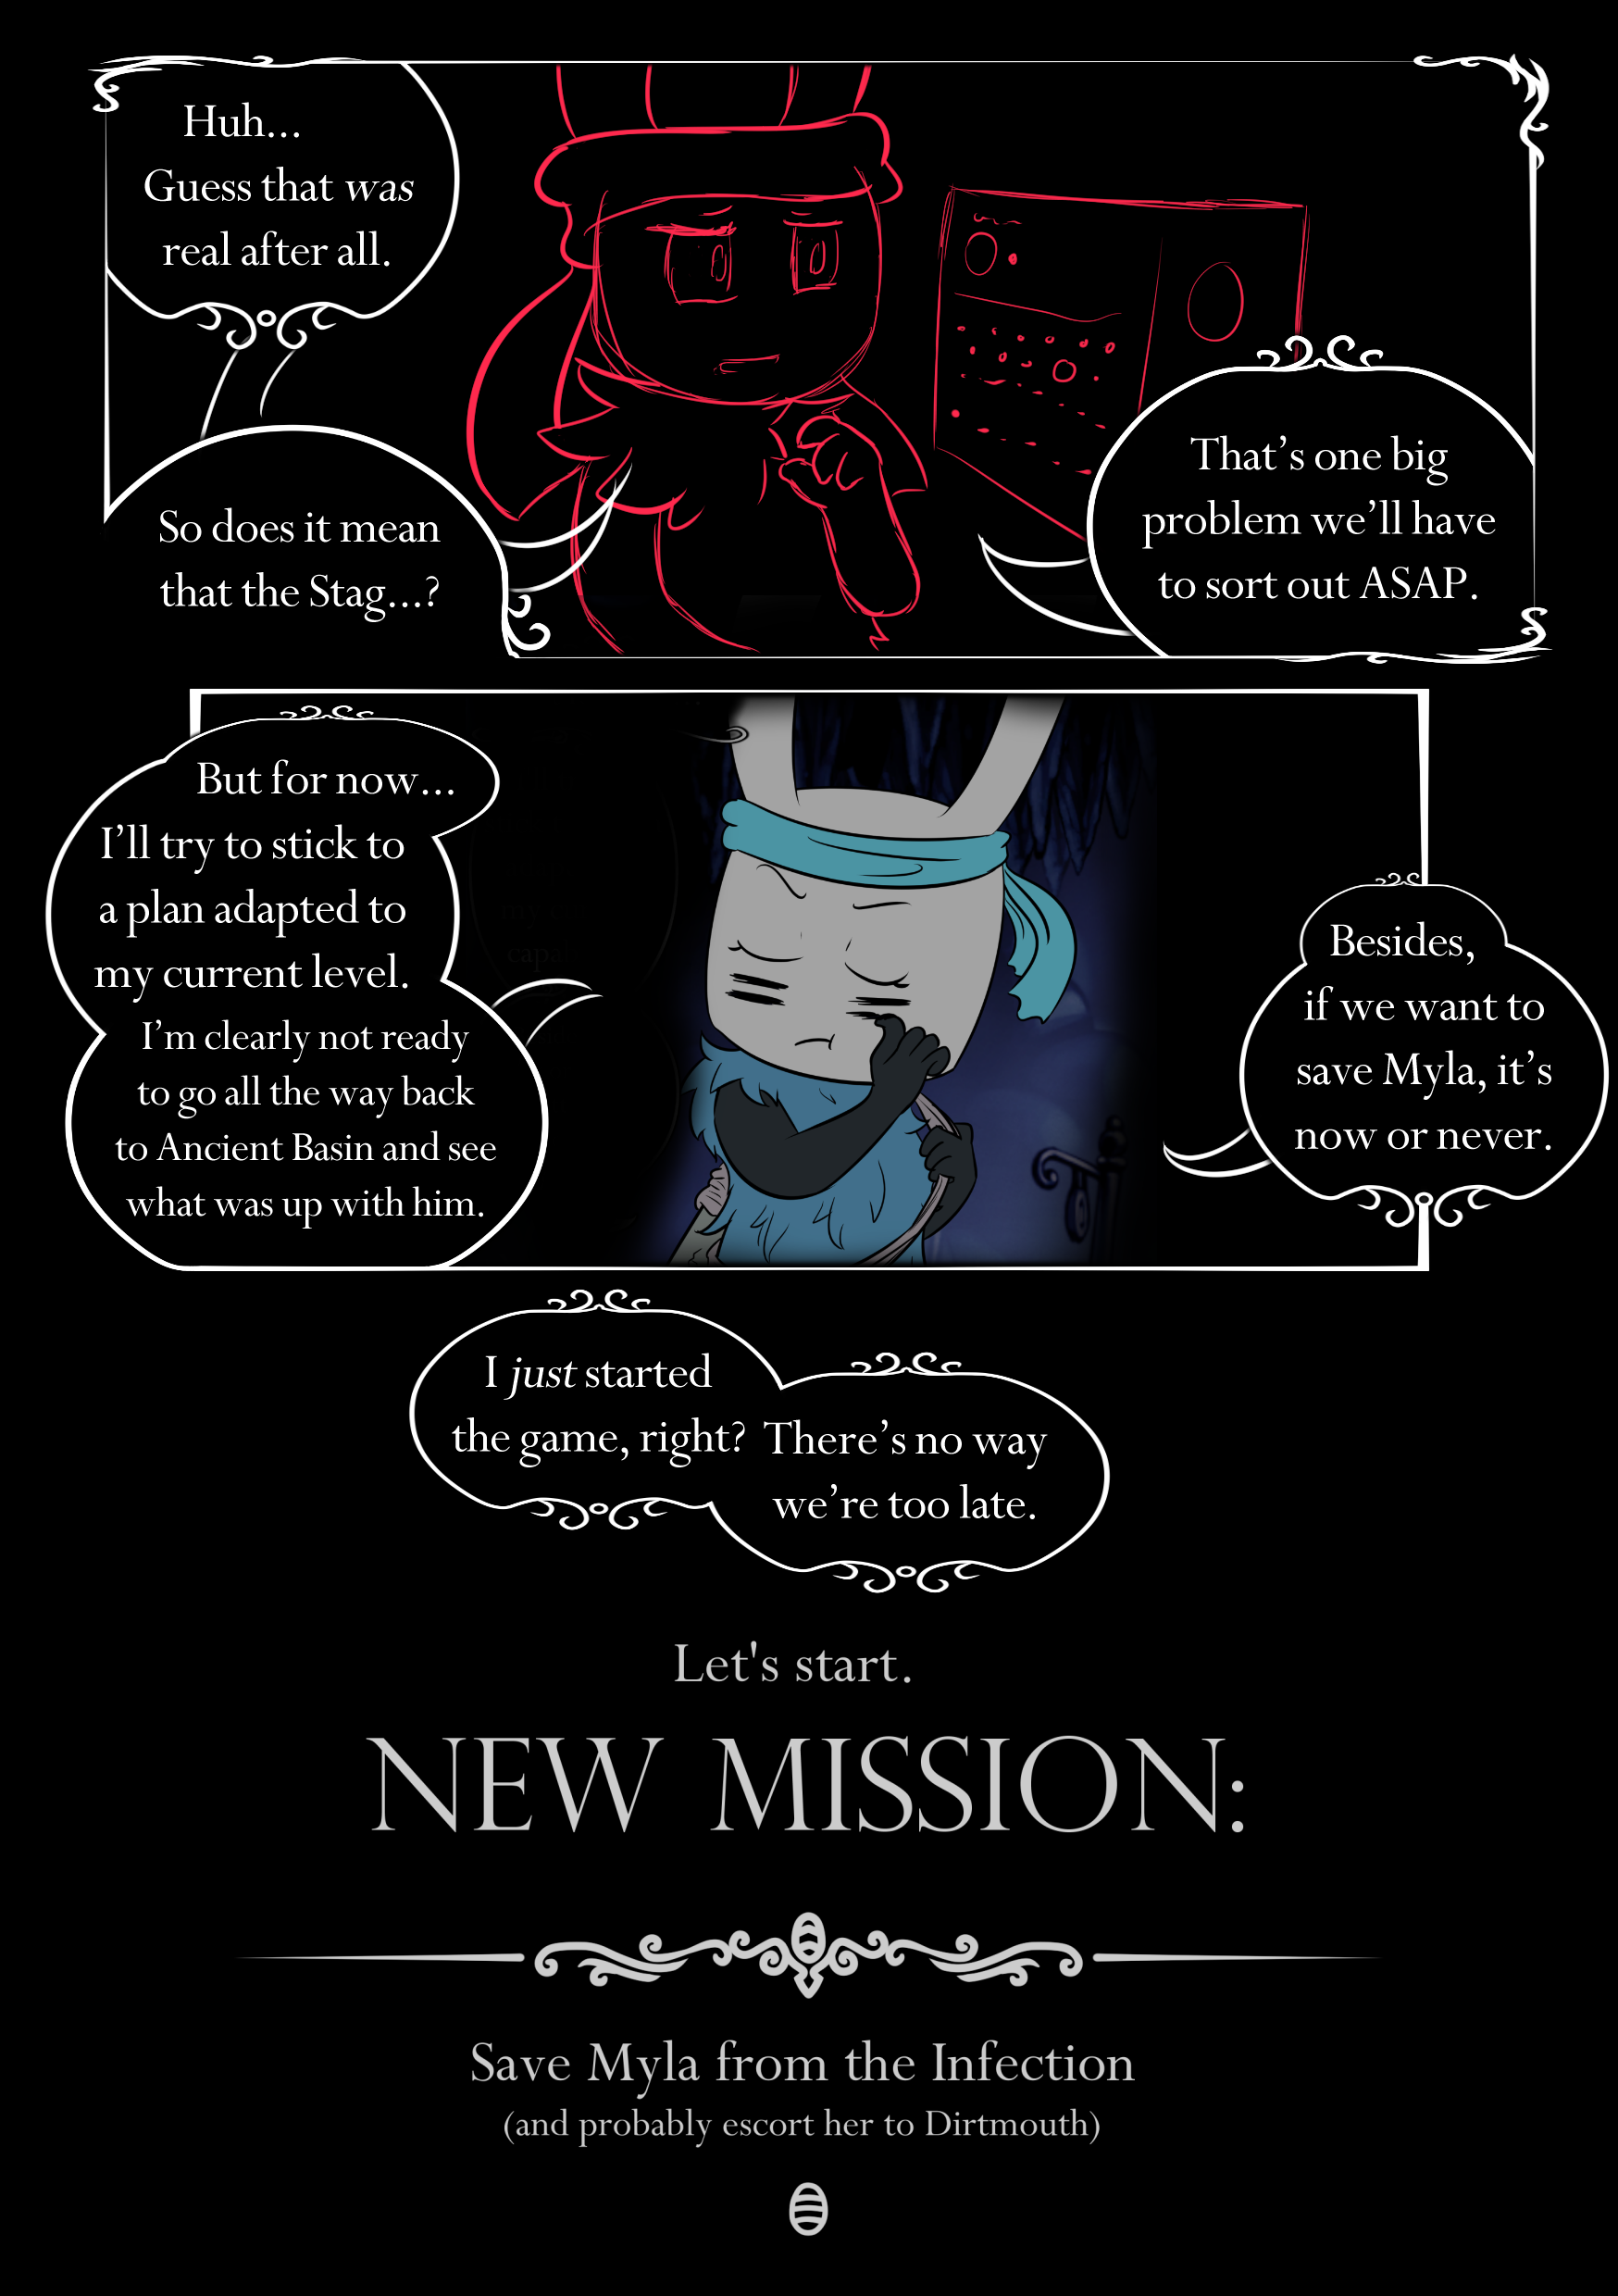 Huh...
Guess that was
real after all.
So does it mean
that the Stag...?
That's one big
problem we'll have
to sort out ASAP.
But for now...
I'll try to stick to
a plan adapted to
my current level.
I'm clearly not ready
to go all the way back
to Ancient Basin and see
what was up with him.
Besides,
if we want to
save Myla, it's
now or never.
I just started
the game, right?
There's no way
we're too late.
Let's start.
NEW MISSION:
Save Myla from the Infection
(and probably escort her to Dirtmouth)